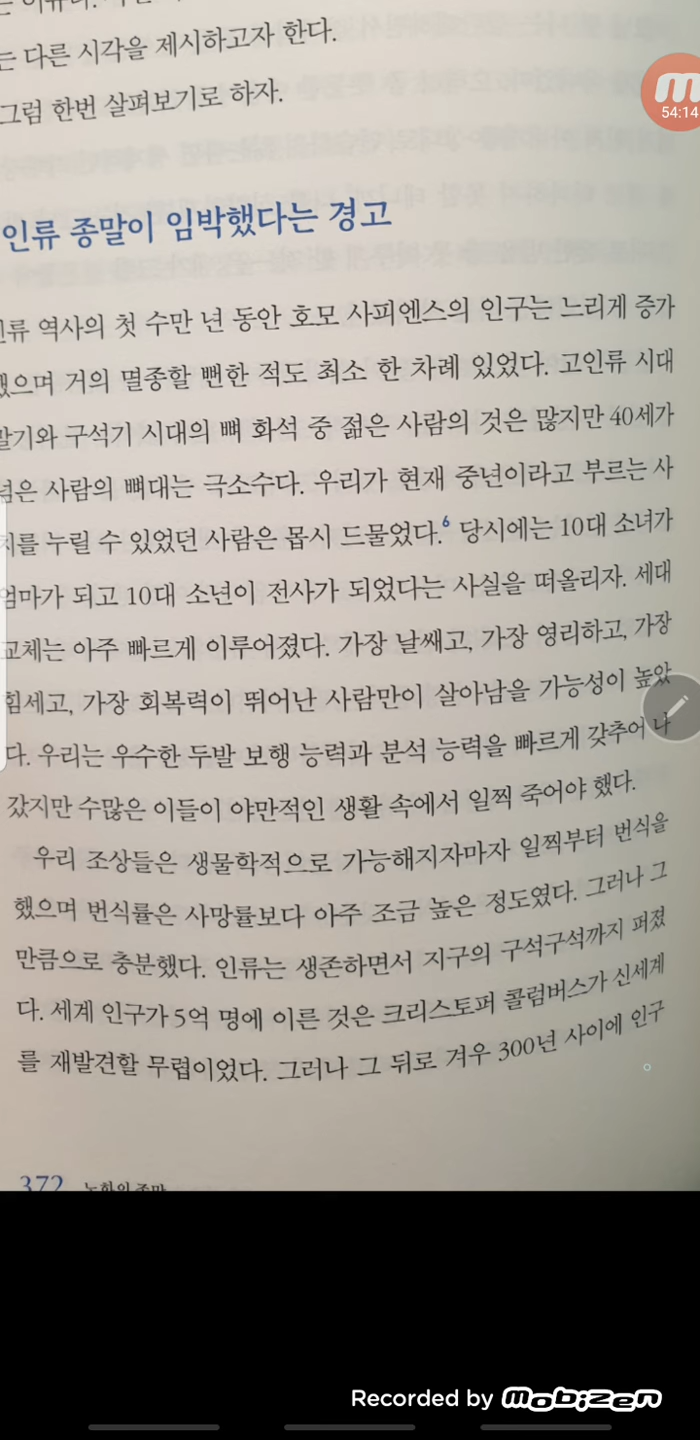 는 다른 시각을 제시하고자 한다.
그럼 한번 살펴보기로 하자.
54:14
인류 종말이 임박했다는 경고
류 역사의 첫 수만 년 동안 호모 사피엔스의 인구는 느리게 증가
했으며 거의 멸종할 뻔한 적도 최소 한 차례 있었다. 고인류 시대
말기와 구석기 시대의 뼈 화석 중 젊은 사람의 것은 많지만 40세가
넘은 사람의 뼈대는 극소수다. 우리가 현재 중년이라고 부르는 사
치를 누릴 수 있었던 사람은 몹시 드물었다.6 당시에는 10대 소녀가
엄마가 되고 10대 소년이 전사가 되었다는 사실을 떠올리자. 세대
교체는 아주 빠르게 이루어졌다. 가장 날쌔고, 가장 영리하고, 가장
힘세고, 가장 회복력이 뛰어난 사람만이 살아남을 가능성이 높았
다. 우리는 우수한 두발 보행 능력과 분석 능력을 빠르게 갖추어 나
갔지만 수많은 이들이 야만적인 생활 속에서 일찍 죽어야 했다.
우리 조상들은 생물학적으로 가능해지자마자 일찍부터 번식을
했으며 번식률은 사망률보다 아주 조금 높은 정도였다. 그러나 그
만큼으로 충분했다. 인류는 생존하면서 지구의 구석구석까지 퍼졌
다. 세계 인구가 5억 명에 이른 것은 크리스토퍼 콜럼버스가 신세계
를 재발견할 무렵이었다. 그러나 그 뒤로 겨우 300년 사이에 인구
372 노화의 종말
Recorded by mobizen